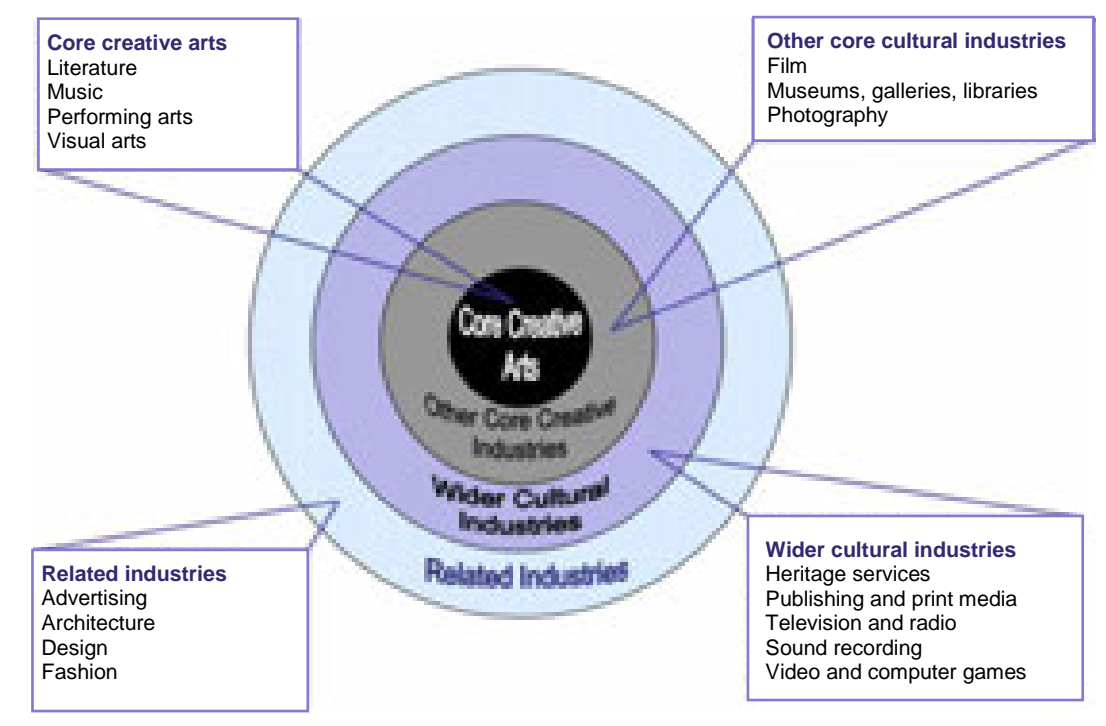 Core creative arts
Literature
Music
Performing arts
Visual arts
Other core cultural industries
Film
Museums, galleries, libraries
Photography
Core Creative
Arts
Other Core Creative
Industries
Wider Cultural
Industries
Related Industries
Related industries
Advertising
Architecture
Design
Fashion
Wider cultural industries
Heritage services
Publishing and print media
Television and radio
Sound recording
Video and computer games